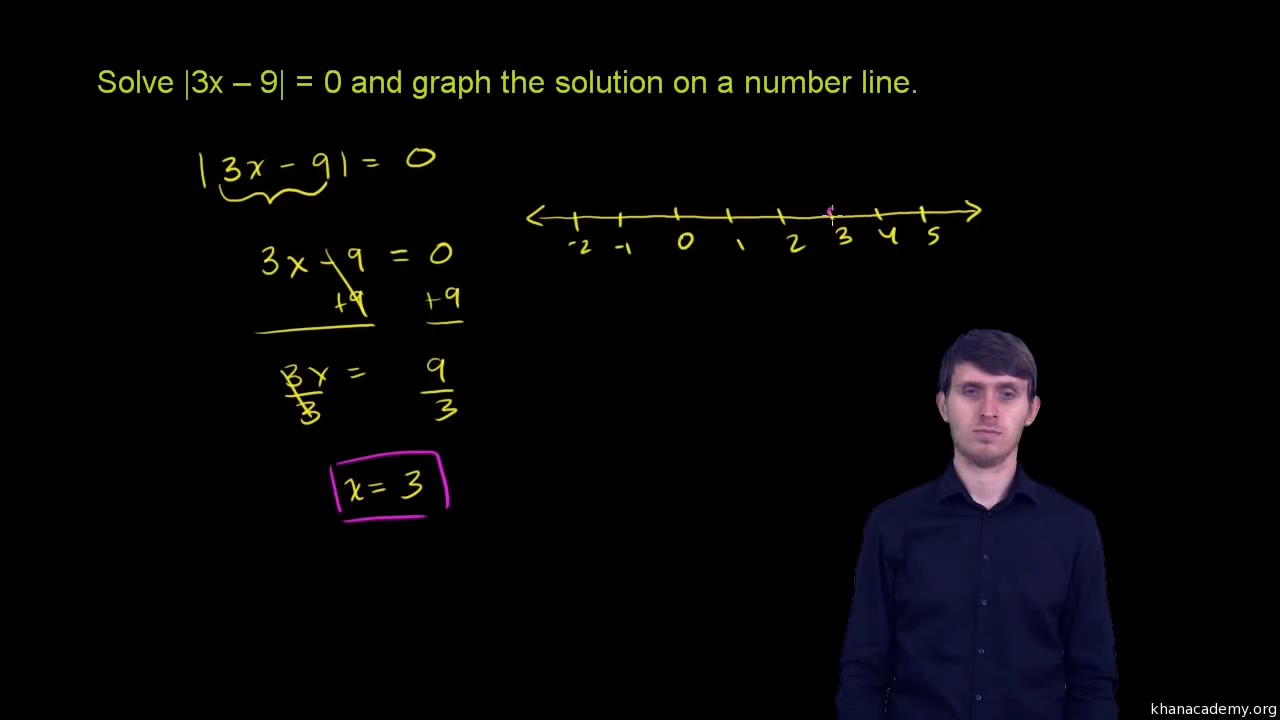 Solve |3x – 9| = 0 and graph the solution on a number line.
|3x - 9| = 0
3x - 9 = 0
+9 +9
3x = 9
3 3
x = 3
-2 -1 0 1 2 3 4 5
khanacademy.org